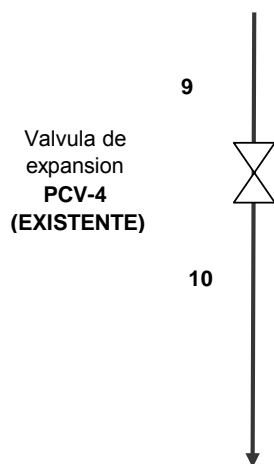 9
Valvula de
expansion
PCV-4
(EXISTENTE)
10